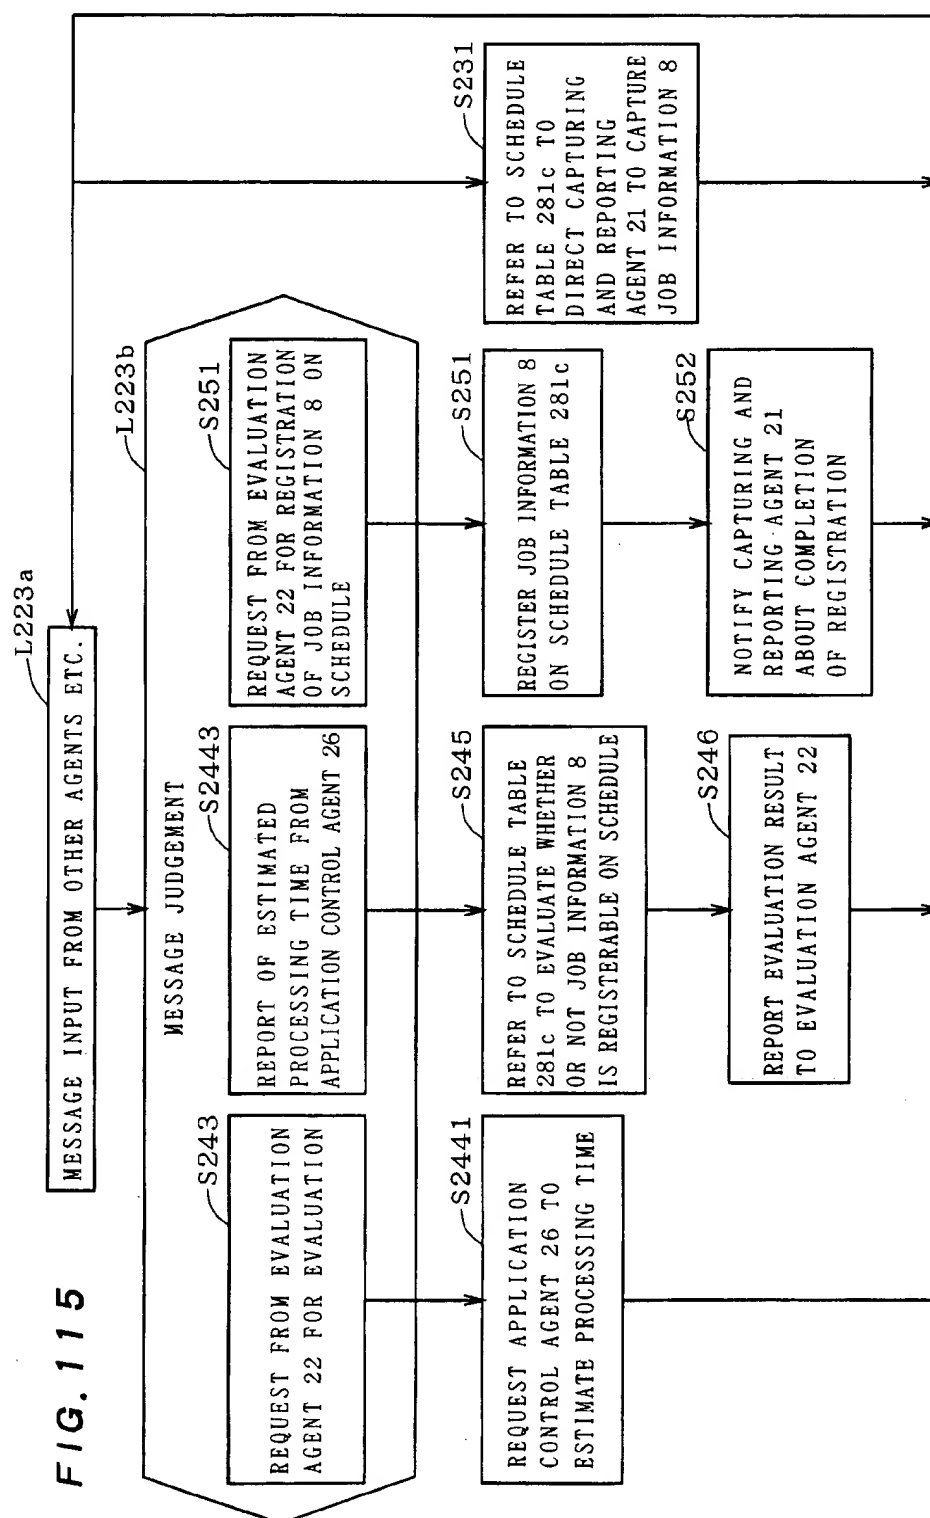 FIG. 115
L223a
MESSAGE INPUT FROM OTHER AGENTS ETC.
L223b
MESSAGE JUDGEMENT
S243
REQUEST FROM EVALUATION
AGENT 22 FOR EVALUATION
S2443
REPORT OF ESTIMATED
PROCESSING TIME FROM
APPLICATION CONTROL AGENT 26
S251
REQUEST FROM EVALUATION
AGENT 22 FOR REGISTRATION
OF JOB INFORMATION 8 ON
SCHEDULE
S2441
REQUEST APPLICATION
CONTROL AGENT 26 TO
ESTIMATE PROCESSING TIME
S245
REFER TO SCHEDULE TABLE
281c TO EVALUATE WHETHER
OR NOT JOB INFORMATION 8
IS REGISTERABLE ON SCHEDULE
S251
REGISTER JOB INFORMATION 8
ON SCHEDULE TABLE 281c
S231
REFER TO SCHEDULE
TABLE 281c TO
DIRECT CAPTURING
AND REPORTING
AGENT 21 TO CAPTURE
JOB INFORMATION 8
S246
REPORT EVALUATION RESULT
TO EVALUATION AGENT 22
S252
NOTIFY CAPTURING AND
REPORTING AGENT 21
ABOUT COMPLETION
OF REGISTRATION